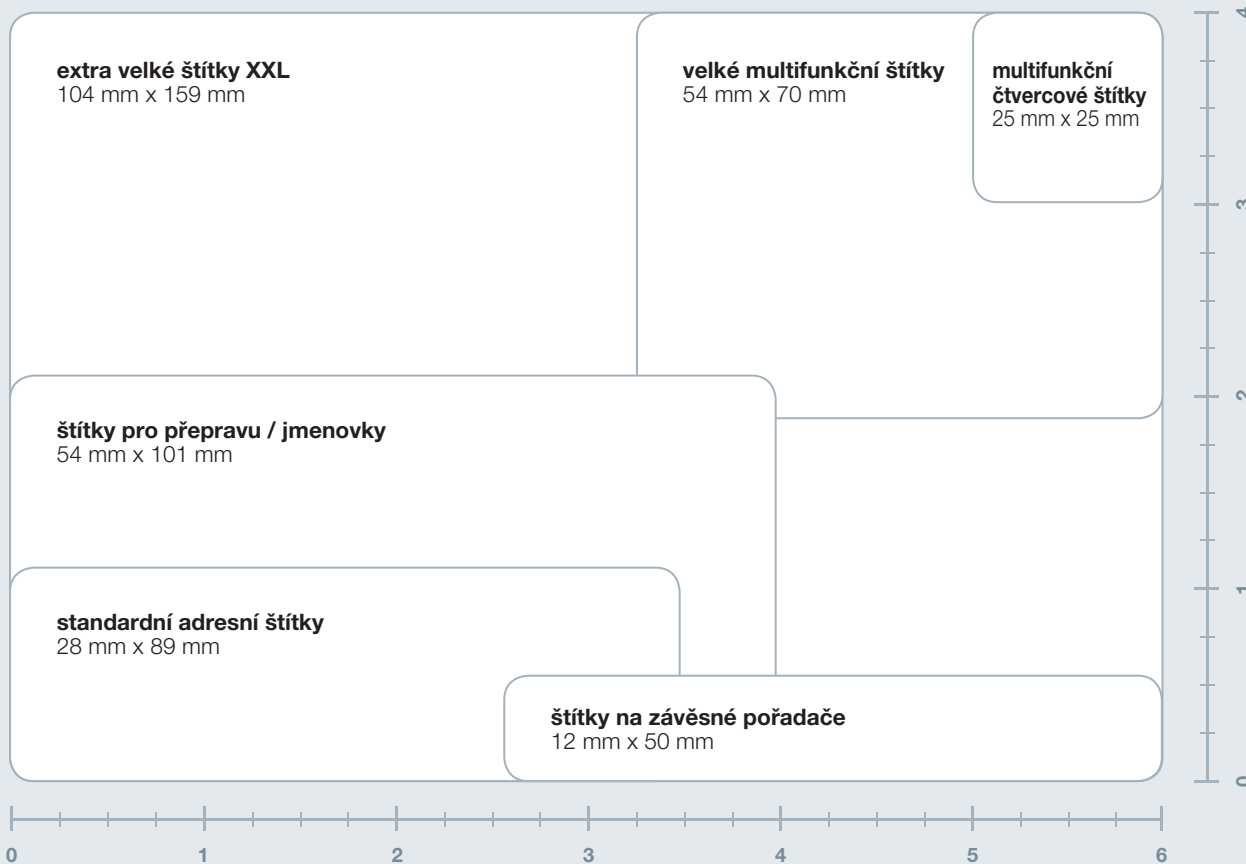 extra velké štítky XXL
104 mm x 159 mm
velké multifunkční štítky
54 mm x 70 mm
multifunkční
čtvercové štítky
25 mm x 25 mm
štítky pro přepravu / jmenovky
54 mm x 101 mm
standardní adresní štítky
28 mm x 89 mm
štítky na závěsné pořadače
12 mm x 50 mm
4
3
2
1
0
0 1 2 3 4 5 6